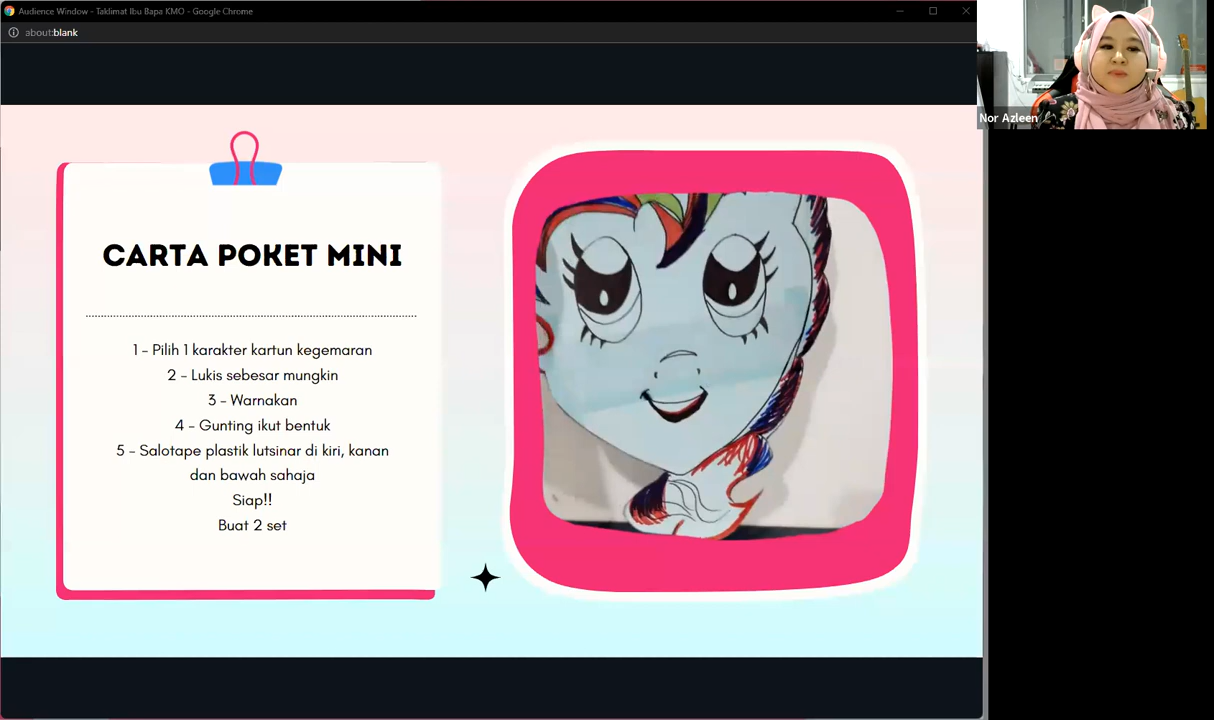 Audience Window - Taklimat Ibu Bapa KMO - Google Chrome
about:blank
Nor Azleen
CARTA POKET MINI
1 - Pilih 1 karakter kartun kegemaran
2 - Lukis sebesar mungkin
3 - Warnakan
4 - Gunting ikut bentuk
5 - Salotape plastik lutsinar di kiri, kanan
dan bawah sahaja
Siap!!
Buat 2 set